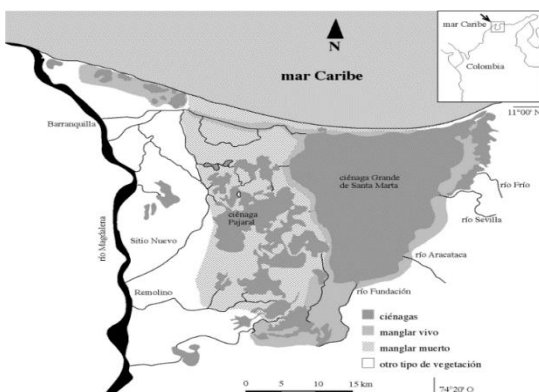 mar Caribe
Colombia
N
mar Caribe
11°00' N
Barranquilla
ciénaga Grande
de Santa Marta
río Frío
río Sevilla
ciénaga
Pajaral
río Magdalena
Sitio Nuevo
río Aracataca
Remolino
río Fundación
ciénagas
manglar vivo
manglar muerto
otro tipo de vegetación
0 5 10 15 km
74°20' O